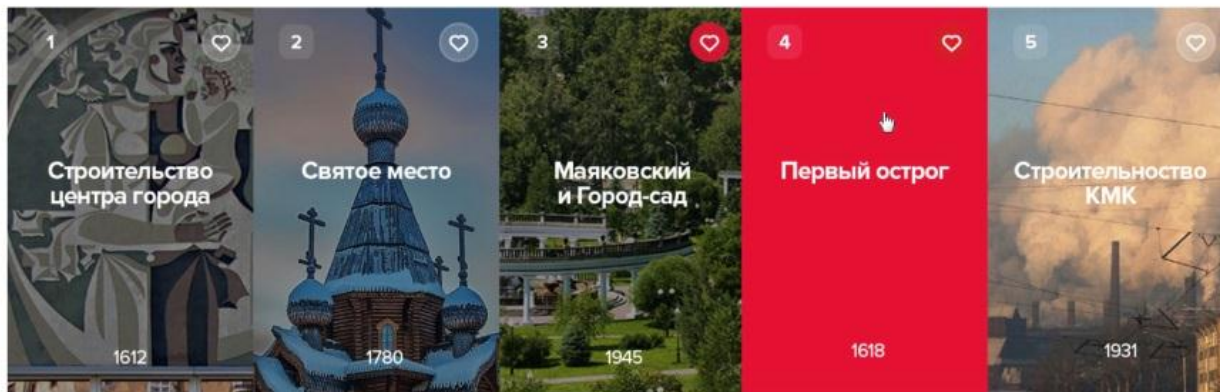 1
Строительство
центра города
1612
2
Святое место
1780
3
Маяковский
и Город-сад
1945
4
Первый острог
1618
5
Строительноство
КМК
1931